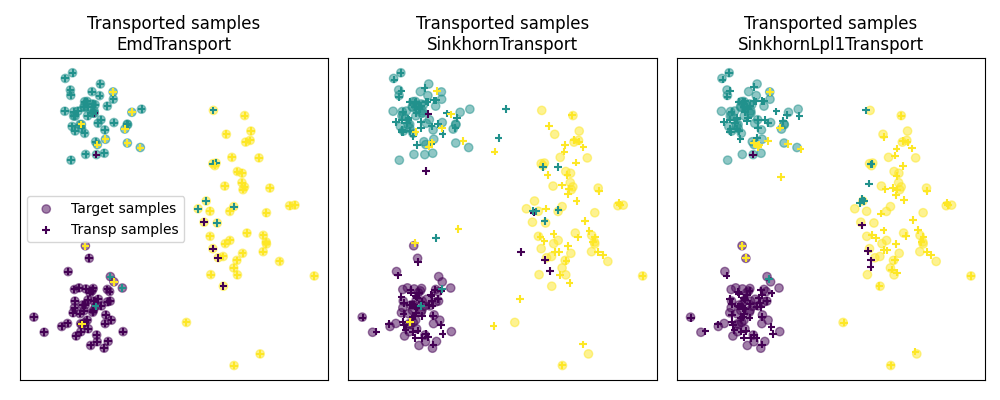 Transported samples
EmdTransport
Transported samples
SinkhornTransport
Transported samples
SinkhornLpl1Transport
Target samples
Transp samples